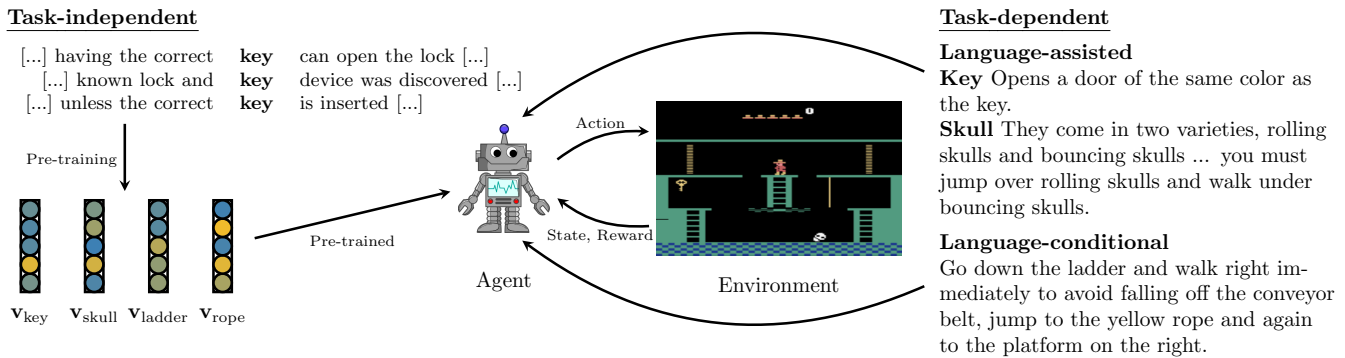 Task-independent
[...] having the correct key can open the lock [...]
[...] known lock and key device was discovered [...]
[...] unless the correct key is inserted [...]
Pre-training
v_key v_skull v_ladder v_rope
Pre-trained
Agent
Action
State, Reward
Environment
Task-dependent
Language-assisted
Key Opens a door of the same color as
the key.
Skull They come in two varieties, rolling
skulls and bouncing skulls ... you must
jump over rolling skulls and walk under
bouncing skulls.
Language-conditional
Go down the ladder and walk right im-
mediately to avoid falling off the conveyor
belt, jump to the yellow rope and again
to the platform on the right.